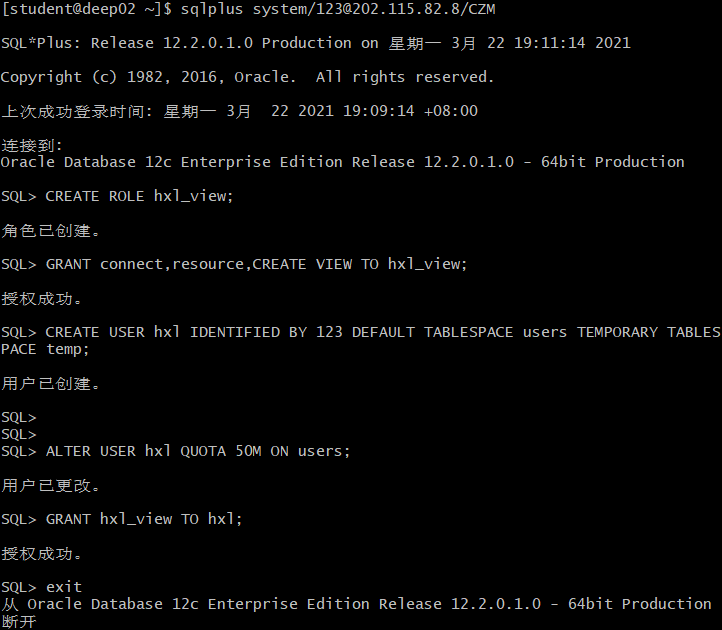 [student@deep02 ~]$ sqlplus system/123@202.115.82.8/CZM
SQL*Plus: Release 12.2.0.1.0 Production on 星期一 3月 22 19:11:14 2021
Copyright (c) 1982, 2016, Oracle.  All rights reserved.
上次成功登录时间: 星期一 3月  22 2021 19:09:14 +08:00
连接到:
Oracle Database 12c Enterprise Edition Release 12.2.0.1.0 - 64bit Production
SQL> CREATE ROLE hxl_view;
角色已创建。
SQL> GRANT connect,resource,CREATE VIEW TO hxl_view;
授权成功。
SQL> CREATE USER hxl IDENTIFIED BY 123 DEFAULT TABLESPACE users TEMPORARY TABLES
PACE temp;
用户已创建。
SQL>
SQL>
SQL> ALTER USER hxl QUOTA 50M ON users;
用户已更改。
SQL> GRANT hxl_view TO hxl;
授权成功。
SQL> exit
从 Oracle Database 12c Enterprise Edition Release 12.2.0.1.0 - 64bit Production
断开